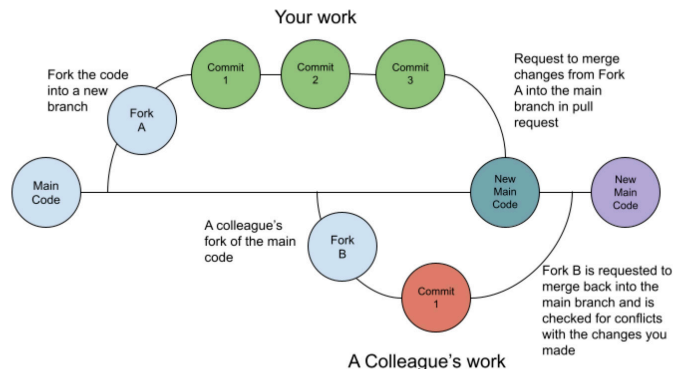 Your work
Fork the code
into a new
branch
Fork
A
Commit
1
Commit
2
Commit
3
Request to merge
changes from Fork
A into the main
branch in pull
request
Main
Code
New
Main
Code
New
Main
Code
A colleague's
fork of the main
code
Fork
B
Commit
1
Fork B is requested to
merge back into the
main branch and is
checked for conflicts
with the changes you
made
A Colleague's work